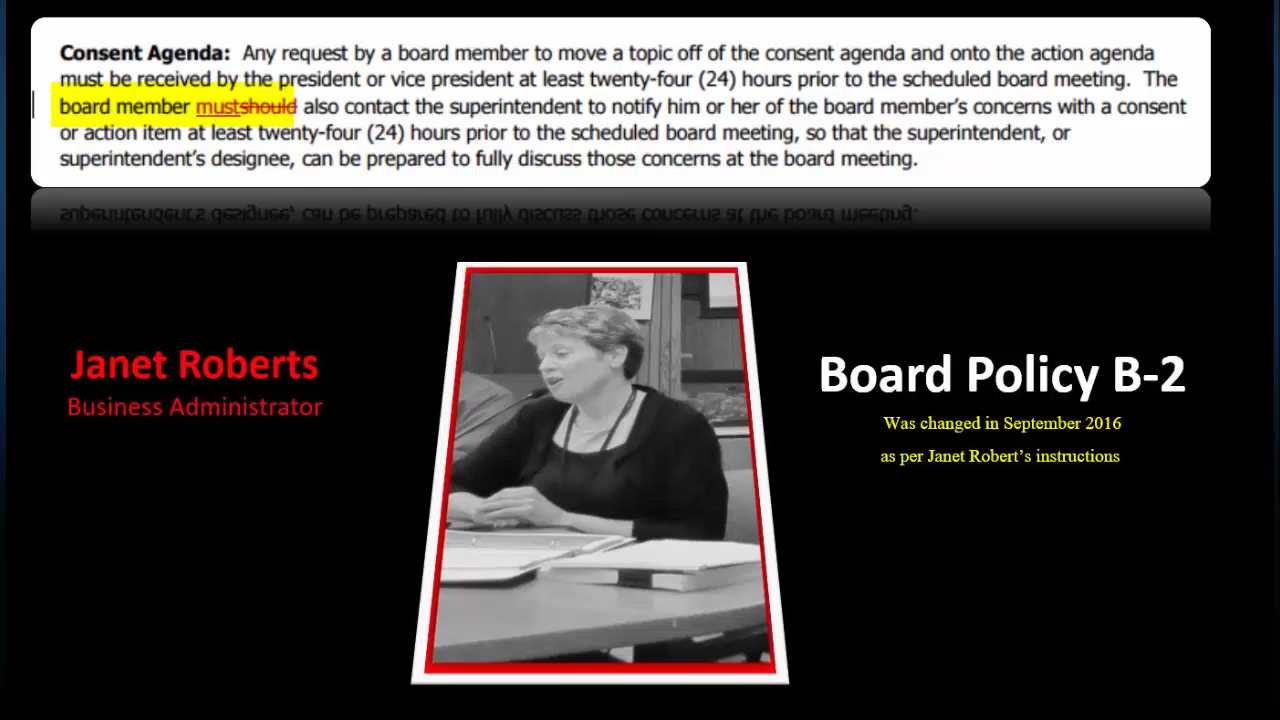 Consent Agenda: Any request by a board member to move a topic off of the consent agenda and onto the action agenda
must be received by the president or vice president at least twenty-four (24) hours prior to the scheduled board meeting. The
board member mustshould also contact the superintendent to notify him or her of the board member's concerns with a consent
or action item at least twenty-four (24) hours prior to the scheduled board meeting, so that the superintendent, or
superintendent's designee, can be prepared to fully discuss those concerns at the board meeting.
Janet Roberts
Business Administrator
Board Policy B-2
Was changed in September 2016
as per Janet Robert's instructions